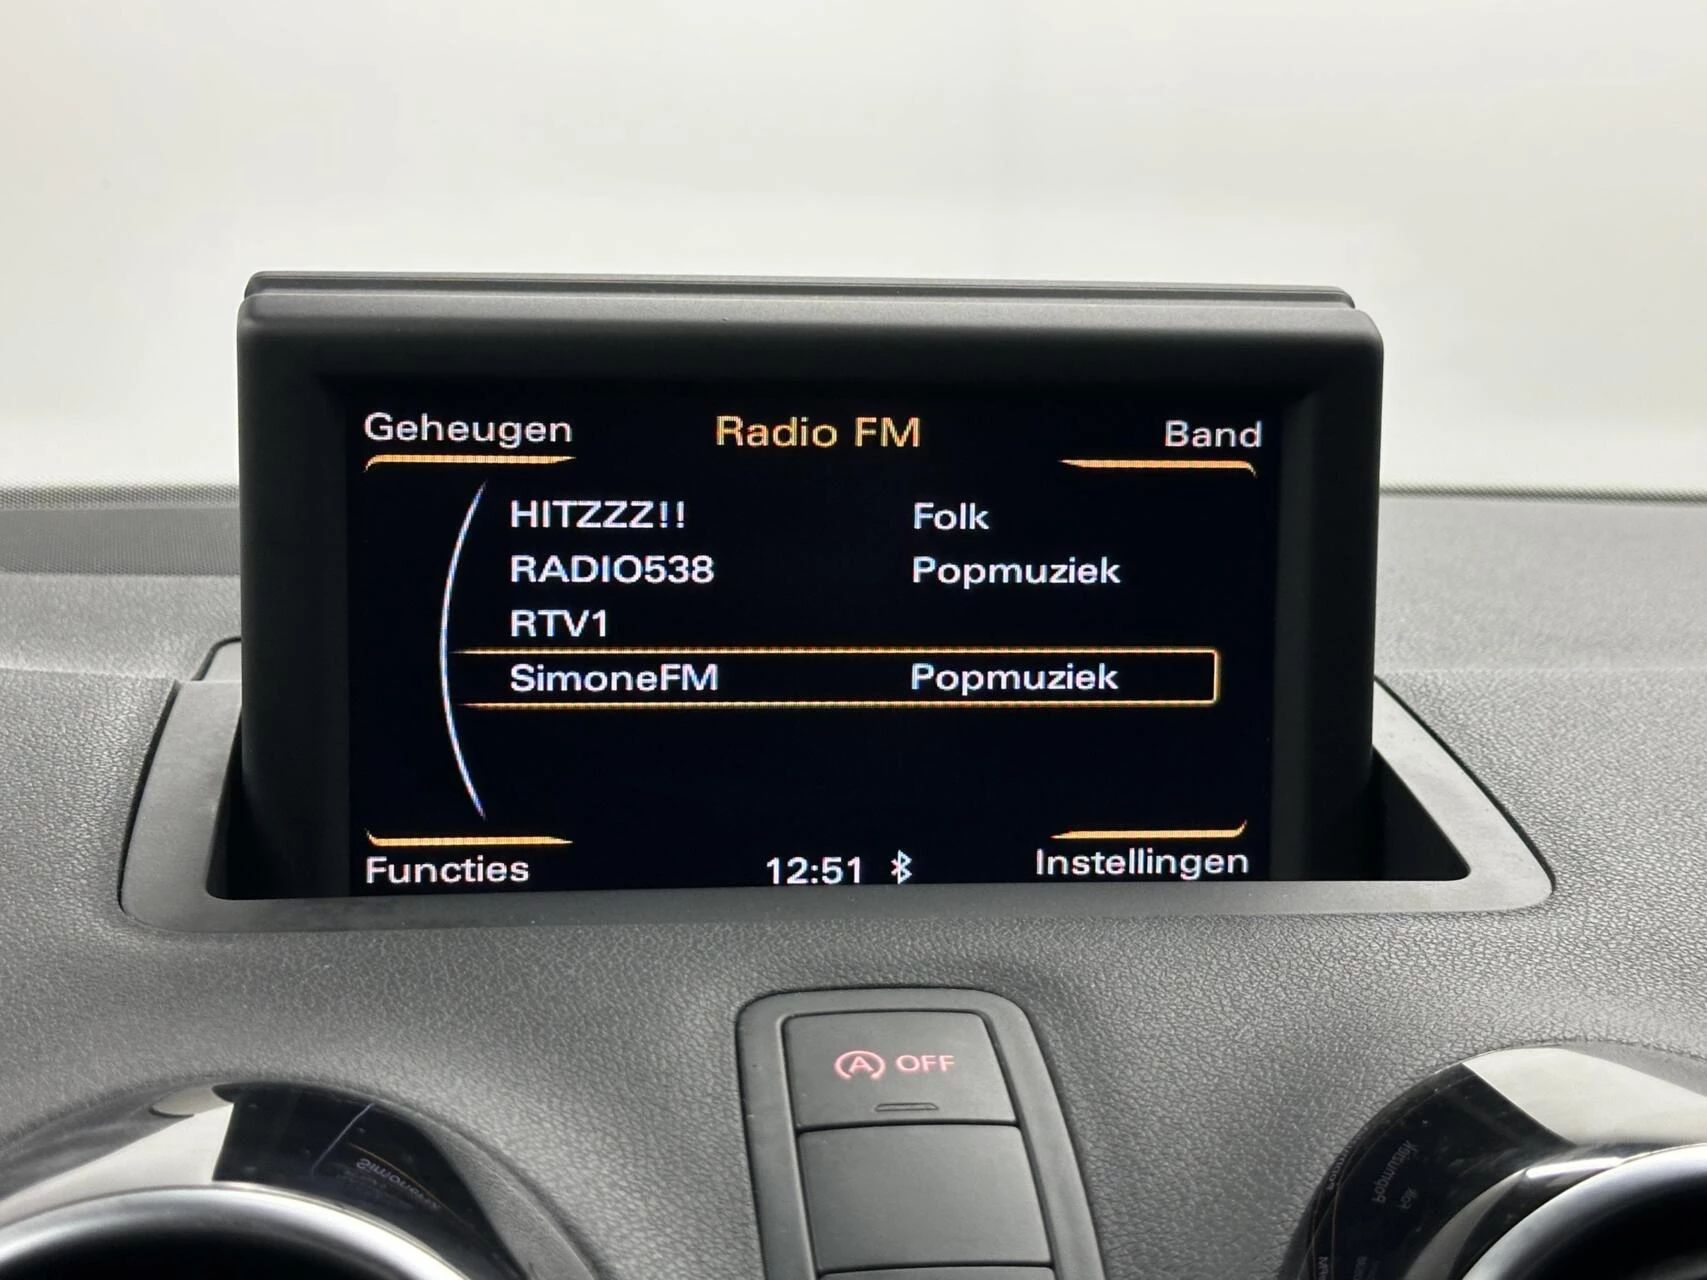 Geheugen Radio FM Band
HITZZZ!! Folk
RADIO538 Popmuziek
RTV1
SimoneFM Popmuziek
Functies 12:51 Instellingen
A OFF